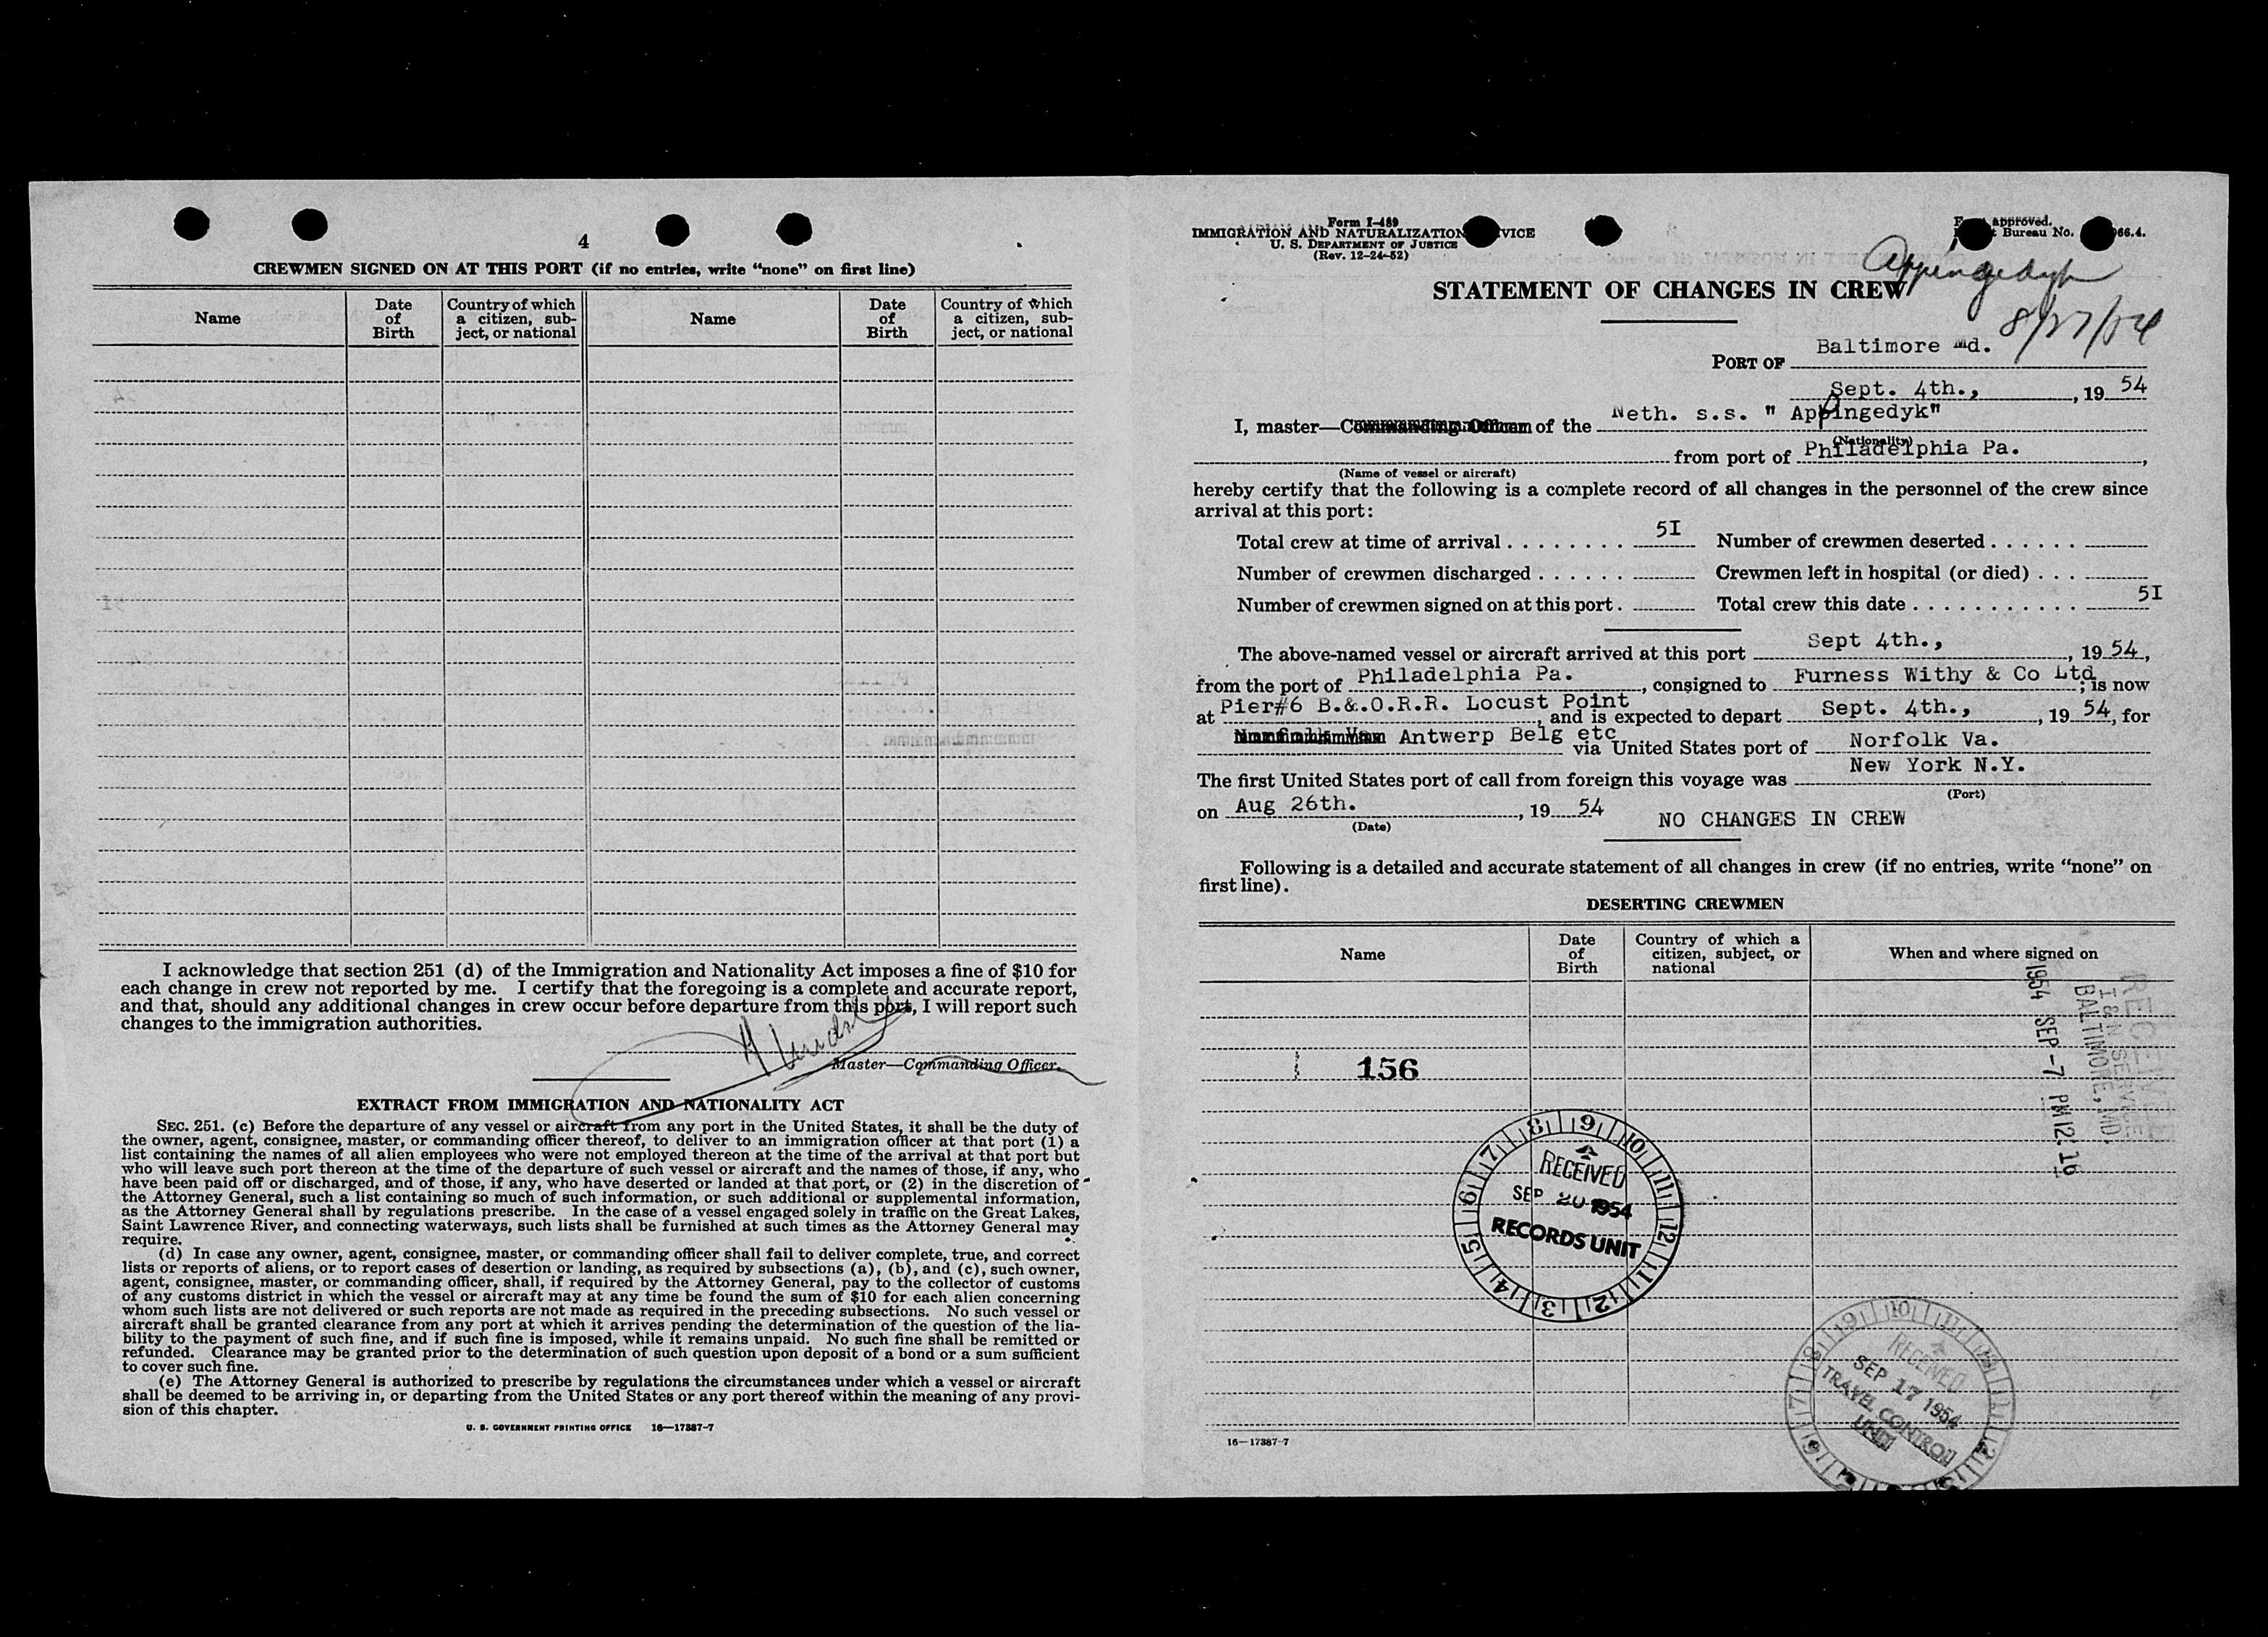 4
CREWMEN SIGNED ON AT THIS PORT (if no entries, write “none” on first line)
Name
Date of Birth
Country of which a citizen, subject, or national
Name
Date of Birth
Country of which a citizen, subject, or national
I acknowledge that section 251 (d) of the Immigration and Nationality Act imposes a fine of $10 for
each change in crew not reported by me. I certify that the foregoing is a complete and accurate report,
and that, should any additional changes in crew occur before departure from this port, I will report such
changes to the immigration authorities.
Master—Commanding Officer.
EXTRACT FROM IMMIGRATION AND NATIONALITY ACT
SEC. 251. (c) Before the departure of any vessel or aircraft from any port in the United States, it shall be the duty of
the owner, agent, consignee, master, or commanding officer thereof, to deliver to an immigration officer at that port (1) a
list containing the names of all alien employees who were not employed thereon at the time of the arrival at that port but
who will leave such port thereon at the time of the departure of such vessel or aircraft and the names of those, if any, who
have been paid off or discharged, and of those, if any, who have deserted or landed at that port, or (2) in the discretion of
the Attorney General, such a list containing so much of such information, or such additional or supplemental information,
as the Attorney General shall by regulations prescribe. In the case of a vessel engaged solely in traffic on the Great Lakes,
Saint Lawrence River, and connecting waterways, such lists shall be furnished at such times as the Attorney General may
require.
(d) In case any owner, agent, consignee, master, or commanding officer shall fail to deliver complete, true, and correct
lists or reports of aliens, or to report cases of desertion or landing, as required by subsections (a), (b), and (c), such owner,
agent, consignee, master, or commanding officer, shall, if required by the Attorney General, pay to the collector of customs
of any customs district in which the vessel or aircraft may at any time be found the sum of $10 for each alien concerning
whom such lists are not delivered or such reports are not made as required in the preceding subsections. No such vessel or
aircraft shall be granted clearance from any port at which it arrives pending the determination of the question of the lia-
bility to the payment of such fine, and if such fine is imposed, while it remains unpaid. No such fine shall be remitted or
refunded. Clearance may be granted prior to the determination of such question upon deposit of a bond or a sum sufficient
to cover such fine.
(e) The Attorney General is authorized to prescribe by regulations the circumstances under which a vessel or aircraft
shall be deemed to be arriving in, or departing from the United States or any port thereof within the meaning of any provi-
sion of this chapter.
U. S. GOVERNMENT PRINTING OFFICE 16—17387-7
Form I-489
IMMIGRATION AND NATURALIZATION VICE
U. S. DEPARTMENT OF JUSTICE
(Rev. 12-24-52)
approved.
Bureau No. 66.4.
Appingedyk
8/27/54
STATEMENT OF CHANGES IN CREW
PORT OF Baltimore Md.
Sept. 4th., , 19 54
I, master— of the Neth. s.s. " Appingedyk"
(Nationality)
from port of Philadelphia Pa. ,
(Name of vessel or aircraft)
hereby certify that the following is a complete record of all changes in the personnel of the crew since
arrival at this port:
Total crew at time of arrival . . . . . . . . 5I Number of crewmen deserted . . . . . .
Number of crewmen discharged . . . . . . Crewmen left in hospital (or died) . . .
Number of crewmen signed on at this port . Total crew this date . . . . . . . . . . . . 5I
The above-named vessel or aircraft arrived at this port Sept 4th., , 19 54,
from the port of Philadelphia Pa. , consigned to Furness Withy & Co Ltd ; is now
at Pier#6 B.&.O.R.R. Locust Point , and is expected to depart Sept. 4th., , 19 54, for
Antwerp Belg etc via United States port of Norfolk Va.
The first United States port of call from foreign this voyage was New York N.Y.
(Port)
on Aug 26th. , 19 54 NO CHANGES IN CREW
(Date)
Following is a detailed and accurate statement of all changes in crew (if no entries, write “none” on
first line).
DESERTING CREWMEN
Name
Date of Birth
Country of which a citizen, subject, or national
When and where signed on
156
RECEIVED
I & N SERVICE
BALTIMORE, MD.
1954 SEP -7 PM 12:16
8 9 10 11 12 1 2 3 4 5 6 7
RECEIVED
SEP 20 1954
RECORDS UNIT
RECEIVED
SEP 17 1954
TRAVEL CONTROL
UNIT
16—17387-7